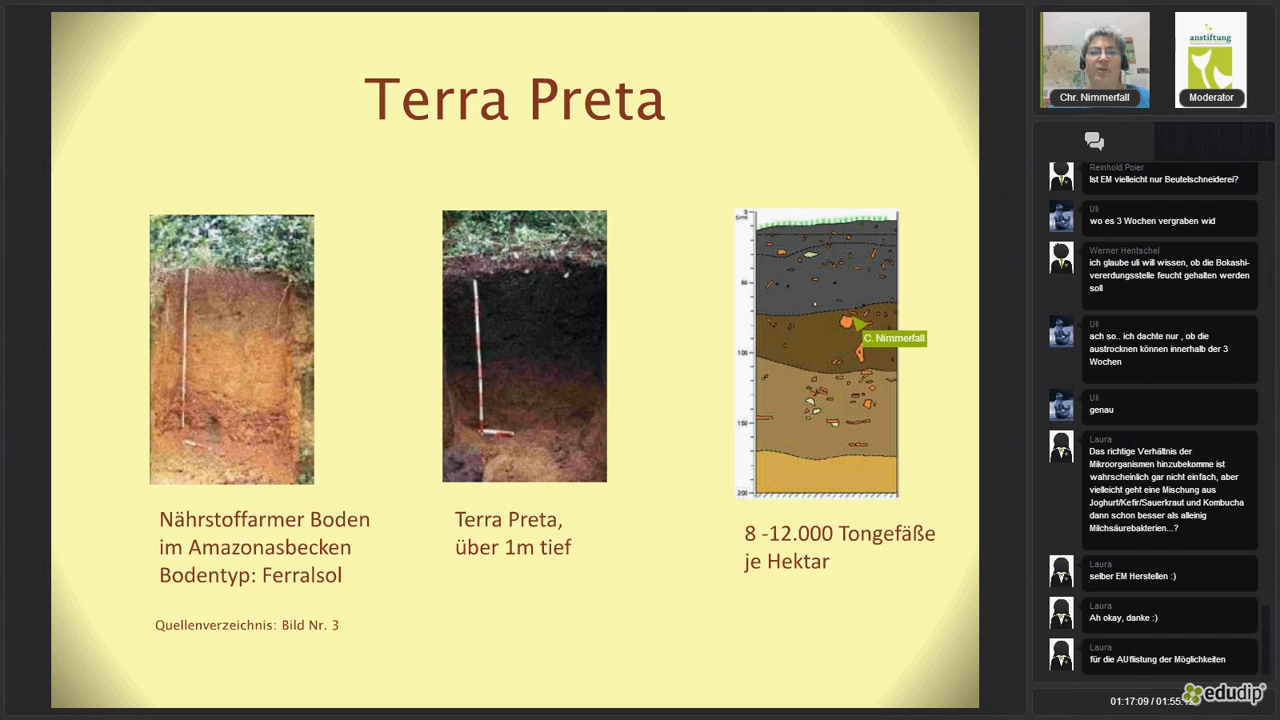 Terra Preta
0
50
100
150
200
C. Nimmerfall
Nährstoffarmer Boden
im Amazonasbecken
Bodentyp: Ferralsol
Terra Preta,
über 1m tief
8 -12.000 Tongefäße
je Hektar
Quellenverzeichnis: Bild Nr. 3
Chr. Nimmerfall
anstiftung
Moderator
Reinhold Poier
Ist EM vielleicht nur Beutelschneiderei?
Uli
wo es 3 Wochen vergraben wid
Werner Hentschel
ich glaube uli will wissen, ob die Bokashi-
vererdungsstelle feucht gehalten werden
soll
Uli
ach so.. ich dachte nur , ob die
austrocknen können innerhalb der 3
Wochen
Uli
genau
Laura
Das richtige Verhältnis der
Mikroorganismen hinzubekomme ist
wahrscheinlich gar nicht einfach, aber
vielleicht geht eine Mischung aus
Joghurt/Kefir/Sauerkraut und Kombucha
dann schon besser als alleinig
Milchsäurebakterien...?
Laura
selber EM Herstellen :)
Laura
Ah okay, danke :)
Laura
für die AUflistung der Möglichkeiten
01:17:09 / 01:55:
edudip